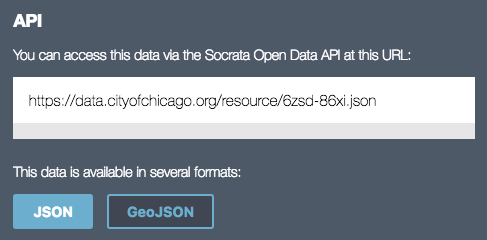 API
You can access this data via the Socrata Open Data API at this URL:
https://data.cityofchicago.org/resource/6zsd-86xi.json
This data is available in several formats:
JSON
GeoJSON